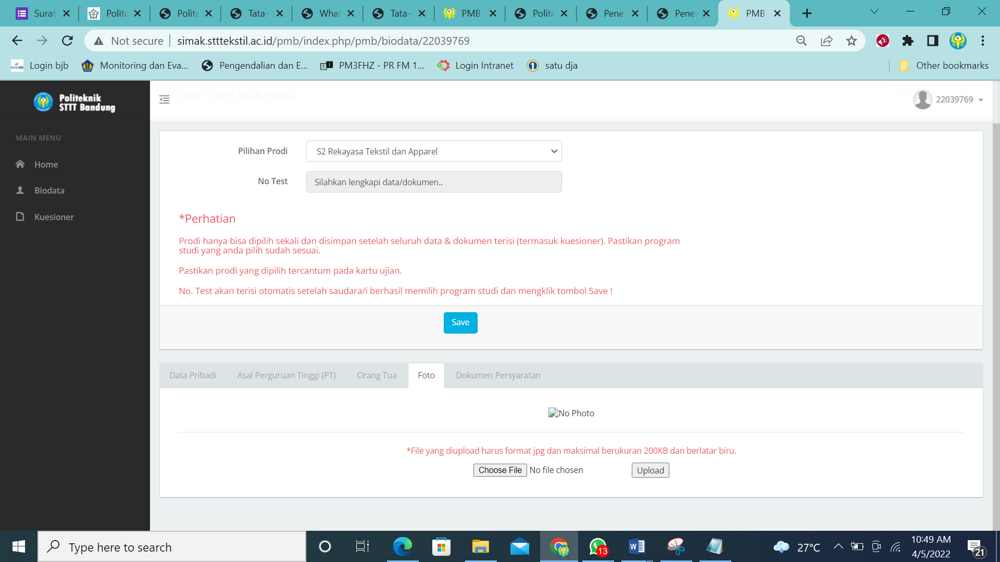 Surat
Polite
Polite
Tata-
What
Tata-
PMB
Polite
Pene
Pene
PMB
Not secure
simak.stttekstil.ac.id/pmb/index.php/pmb/biodata/22039769
Login bjb
Monitoring dan Eva...
Pengendalian dan E...
PM3FHZ - PR FM 1...
Login Intranet
satu dja
Other bookmarks
Politeknik
STTT Bandung
Biodata Calon Mahasiswa
22039769
MAIN MENU
Home
Biodata
Kuesioner
Pilihan Prodi
S2 Rekayasa Tekstil dan Apparel
No Test
Silahkan lengkapi data/dokumen..
*Perhatian
Prodi hanya bisa dipilih sekali dan disimpan setelah seluruh data & dokumen terisi (termasuk kuesioner). Pastikan program
studi yang anda pilih sudah sesuai.
Pastikan prodi yang dipilih tercantum pada kartu ujian.
No. Test akan terisi otomatis setelah saudara/i berhasil memilih program studi dan mengklik tombol Save !
Save
Data Pribadi
Asal Perguruan Tinggi (PT)
Orang Tua
Foto
Dokumen Persyaratan
No Photo
*File yang diupload harus format jpg dan maksimal berukuran 200KB dan berlatar biru.
Choose File No file chosen
Upload
Type here to search
13
27°C
10:49 AM
4/5/2022
21